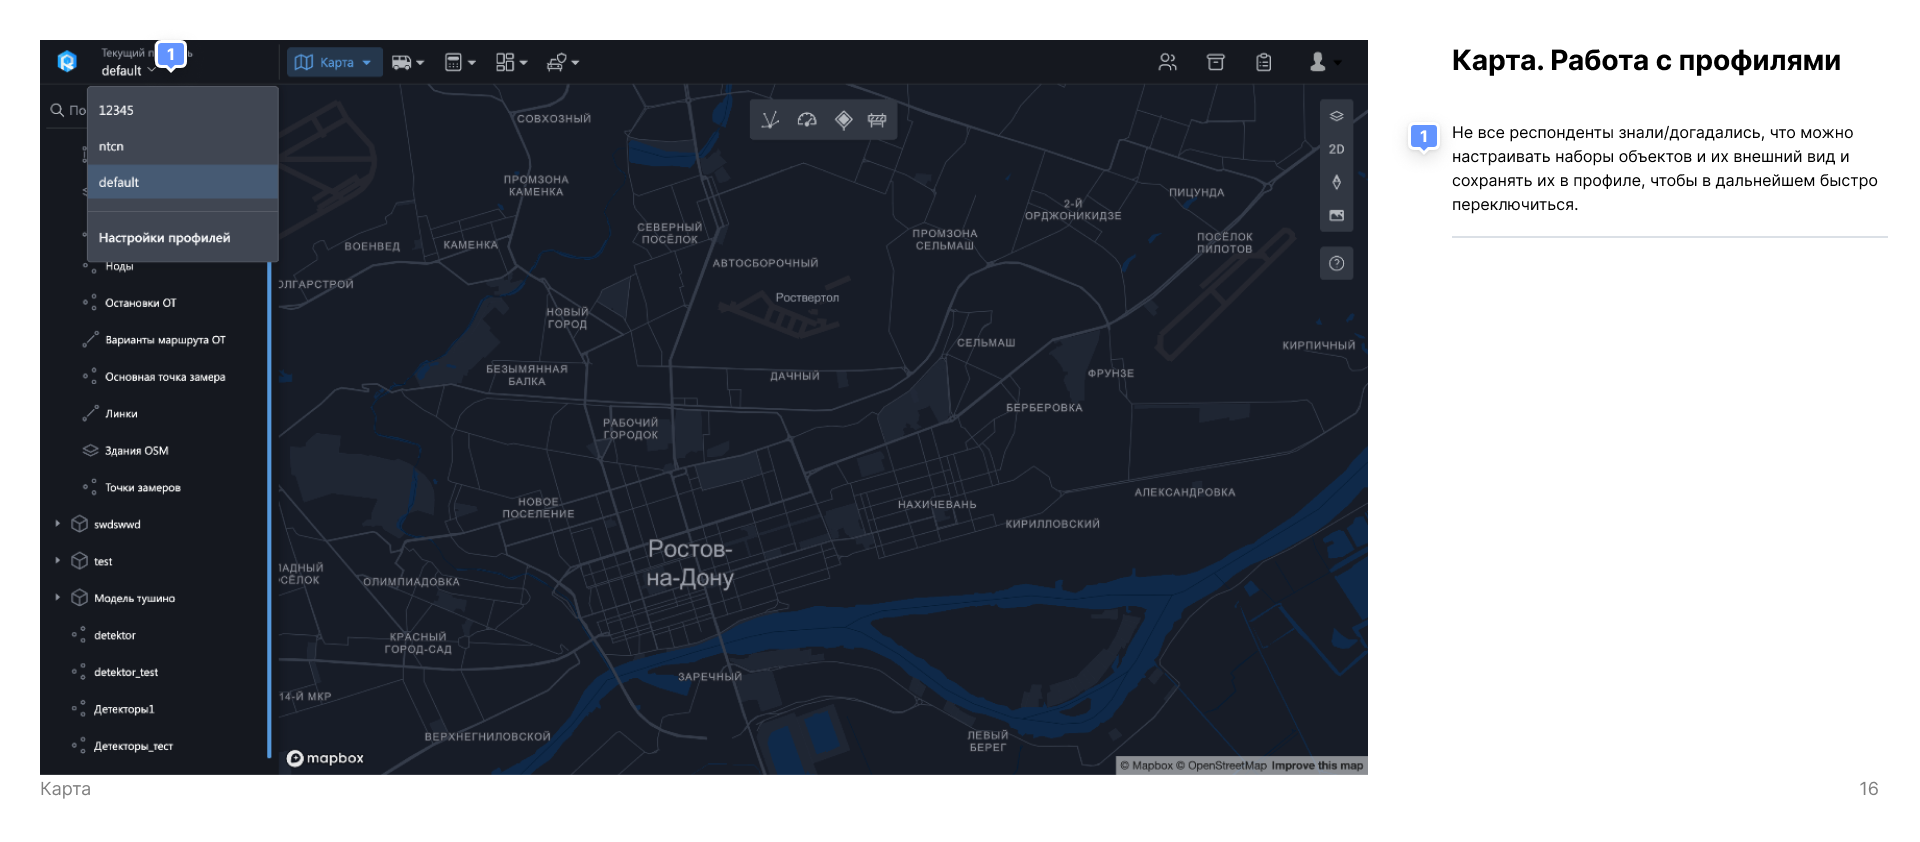 Текущий п ь
default
1
Карта
По
12345
ntcn
default
Настройки профилей
Ноды
Остановки ОТ
Варианты маршрута ОТ
Основная точка замера
Линки
Здания OSM
Точки замеров
swdswwd
test
Модель тушино
detektor
detektor_test
Детекторы1
Детекторы_тест
2D
СОВХОЗНЫЙ
ПРОМЗОНА
КАМЕНКА
ПИЦУНДА
2-Й
ОРДЖОНИКИДЗЕ
СЕВЕРНЫЙ
ПОСЁЛОК
ПРОМЗОНА
СЕЛЬМАШ
ПОСЁЛОК
ПИЛОТОВ
ВОЕНВЕД
КАМЕНКА
АВТОСБОРОЧНЫЙ
ОЛГАРСТРОЙ
Роствертол
НОВЫЙ
ГОРОД
СЕЛЬМАШ
КИРПИЧНЫЙ
БЕЗЫМЯННАЯ
БАЛКА
ДАЧНЫЙ
ФРУНЗЕ
БЕРБЕРОВКА
РАБОЧИЙ
ГОРОДОК
АЛЕКСАНДРОВКА
НОВОЕ
ПОСЕЛЕНИЕ
НАХИЧЕВАНЬ
КИРИЛЛОВСКИЙ
Ростов-
на-Дону
АДНЫЙ
СЁЛОК
ОЛИМПИАДОВКА
КРАСНЫЙ
ГОРОД-САД
ЗАРЕЧНЫЙ
14-Й МКР
ВЕРХНЕГНИЛОВСКОЙ
ЛЕВЫЙ
БЕРЕГ
mapbox
© Mapbox © OpenStreetMap Improve this map
Карта. Работа с профилями
1
Не все респонденты знали/догадались, что можно
настраивать наборы объектов и их внешний вид и
сохранять их в профиле, чтобы в дальнейшем быстро
переключиться.
Карта
16